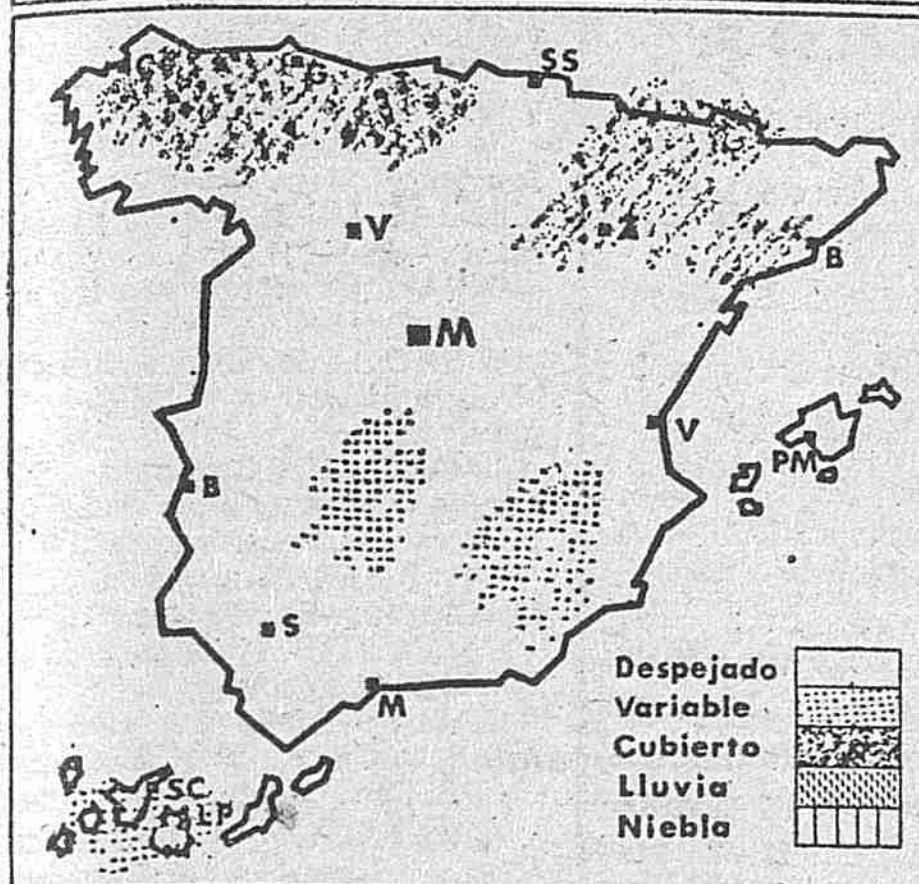 C
G
SS
V
Z
B
M
V
PM
B
S
M
SC
LP
Despejado
Variable
Cubierto
Lluvia
Niebla